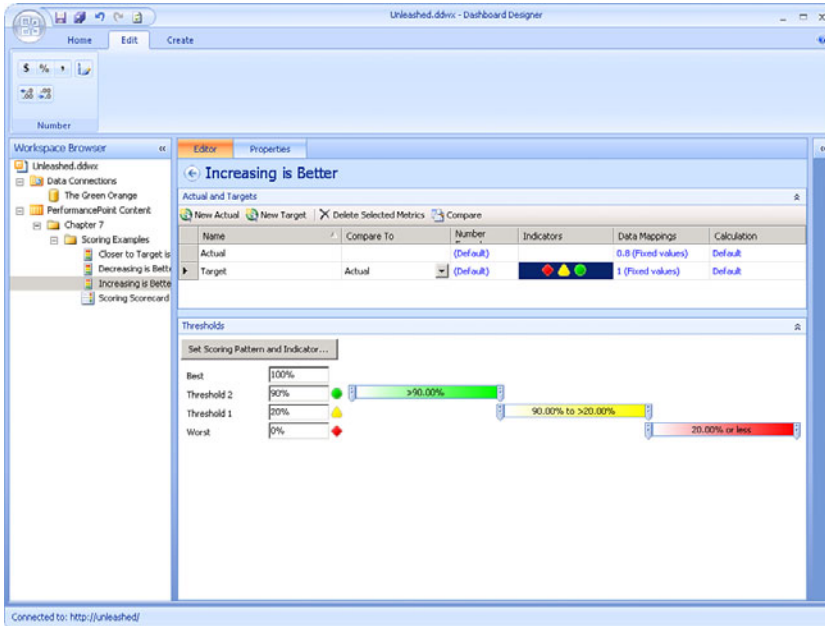 Unleashed.ddwx - Dashboard Designer
Home Edit Create
$ % ,
.00 .00
Number
Workspace Browser «
Unleashed.ddwx
Data Connections
The Green Orange
PerformancePoint Content
Chapter 7
Scoring Examples
Closer to Target is
Decreasing is Bette
Increasing is Bette
Scoring Scorecard
Editor Properties
Increasing is Better
Actual and Targets
New Actual New Target Delete Selected Metrics Compare
Name Compare To Number Indicators Data Mappings Calculation
Actual (Default) 0.8 (Fixed values) Default
Target Actual (Default) 1 (Fixed values) Default
Thresholds
Set Scoring Pattern and Indicator...
Best 100%
Threshold 2 90% >90.00%
Threshold 1 20% 90.00% to >20.00%
Worst 0% 20.00% or less
Connected to: http://unleashed/